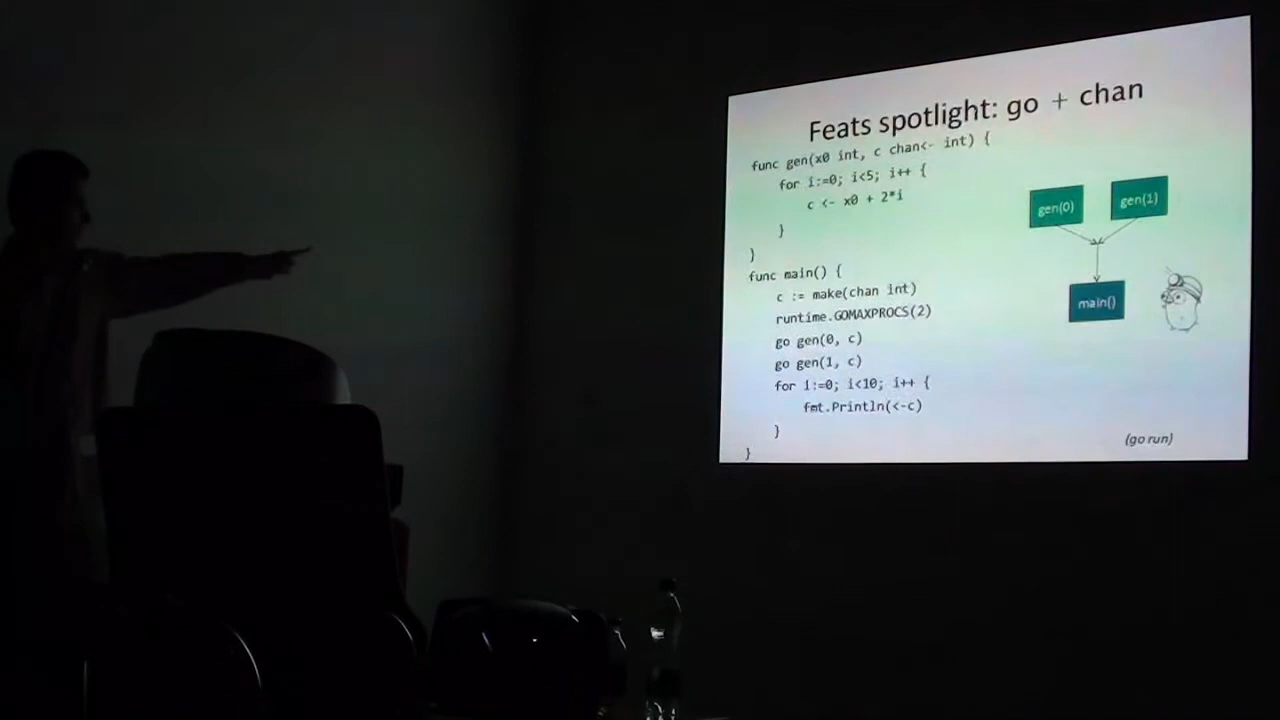 Feats spotlight: go + chan
func gen(x0 int, c chan<- int) {
for i:=0; i<5; i++ {
c <- x0 + 2*i
}
}
func main() {
c := make(chan int)
runtime.GOMAXPROCS(2)
go gen(0, c)
go gen(1, c)
for i:=0; i<10; i++ {
fmt.Println(<-c)
}
}
gen(0)
gen(1)
main()
(go run)